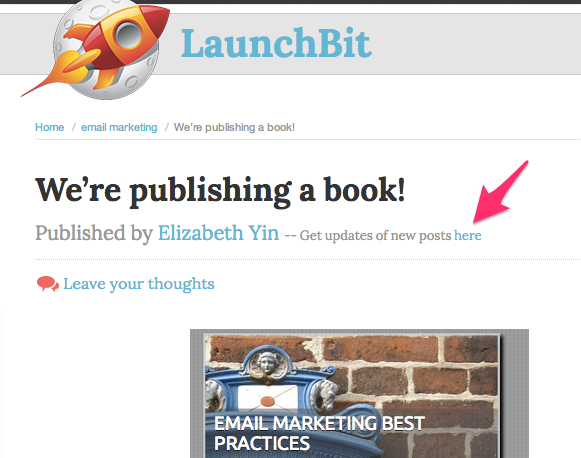 LaunchBit
Home / email marketing / We're publishing a book!
We're publishing a book!
Published by Elizabeth Yin -- Get updates of new posts here
Leave your thoughts
EMAIL MARKETING BEST
PRACTICES